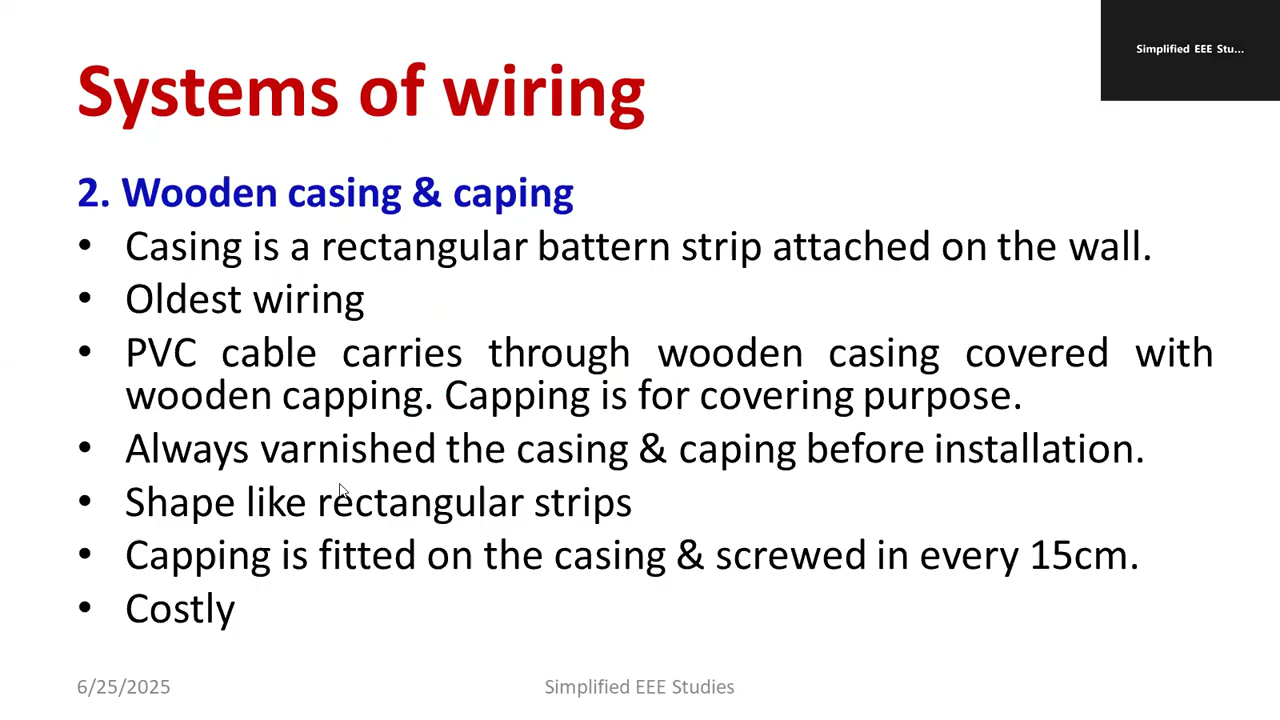 Simplified EEE Stu...
Systems of wiring
2. Wooden casing & caping
• Casing is a rectangular battern strip attached on the wall.
• Oldest wiring
• PVC cable carries through wooden casing covered with
wooden capping. Capping is for covering purpose.
• Always varnished the casing & caping before installation.
• Shape like rectangular strips
• Capping is fitted on the casing & screwed in every 15cm.
• Costly
6/25/2025
Simplified EEE Studies